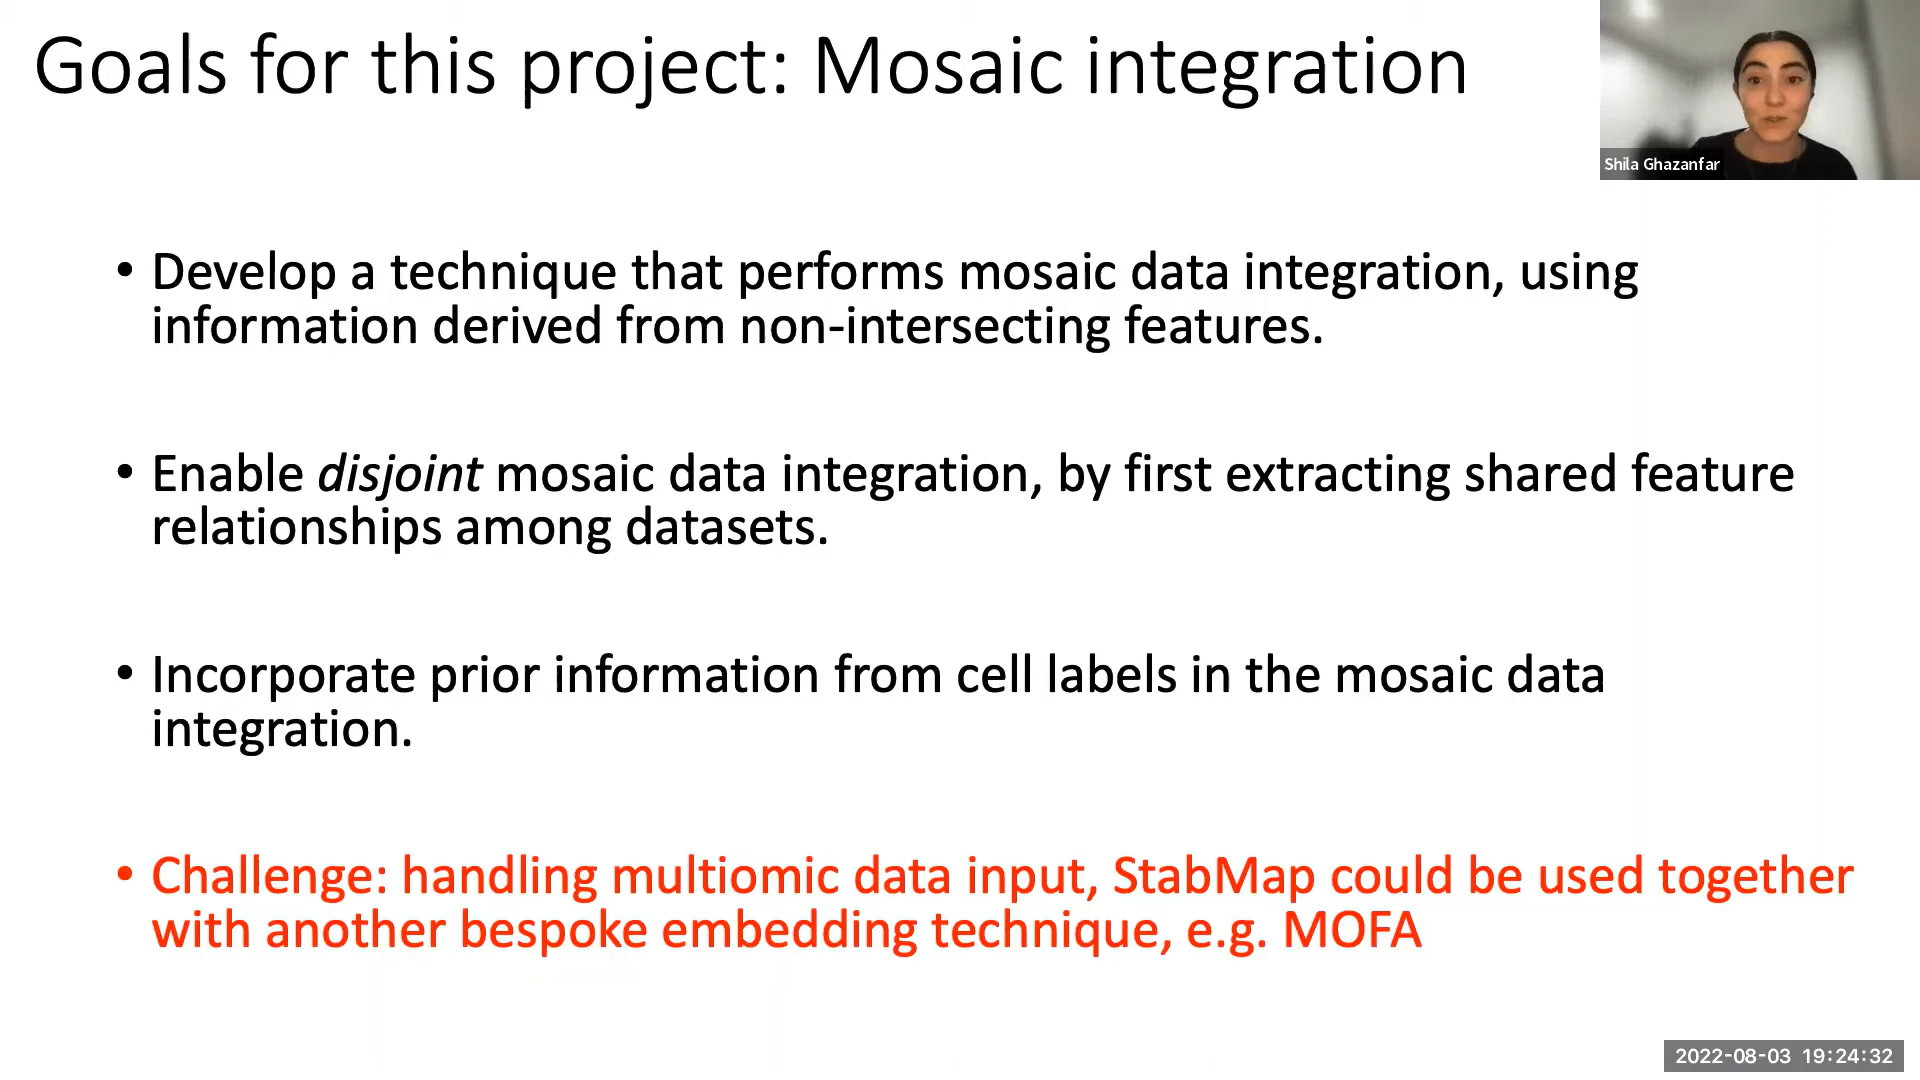 Goals for this project: Mosaic integration
Shila Ghazanfar
• Develop a technique that performs mosaic data integration, using
information derived from non-intersecting features.
• Enable disjoint mosaic data integration, by first extracting shared feature
relationships among datasets.
• Incorporate prior information from cell labels in the mosaic data
integration.
• Challenge: handling multiomic data input, StabMap could be used together
with another bespoke embedding technique, e.g. MOFA
2022-08-03 19:24:32